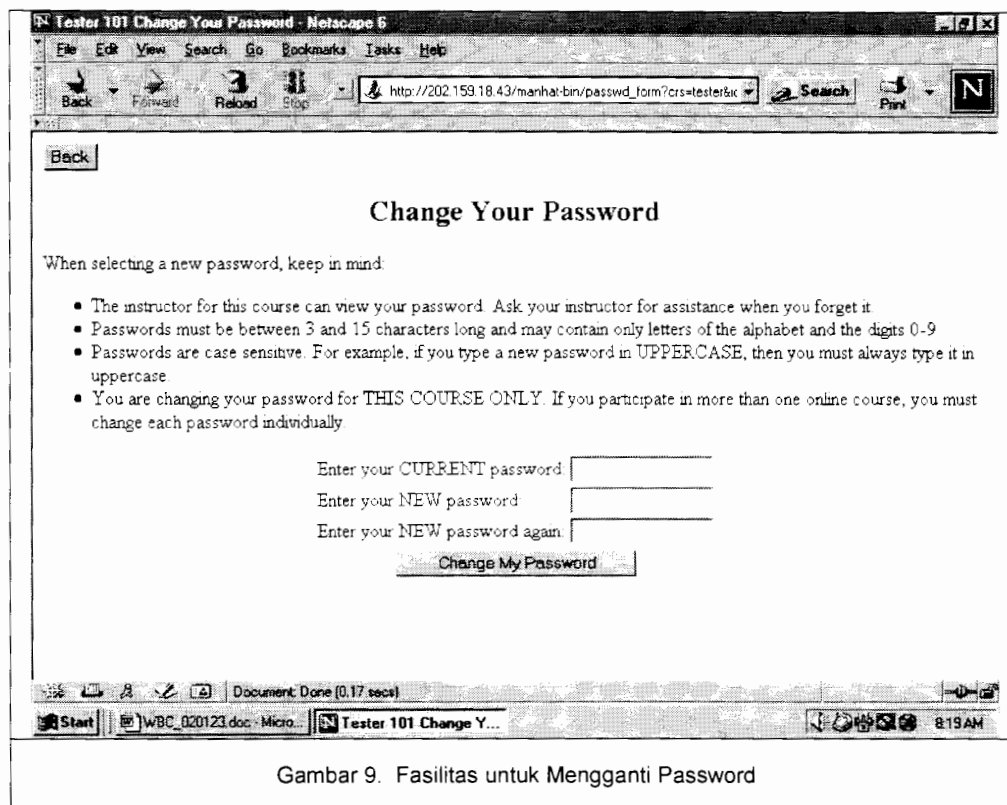 Tester 101 Change Your Password - Netscape 6
File Edit View Search Go Bookmarks Tasks Help
Back Forward Reload Stop http://202.159.18.43/manhat-bin/passwd_form?crs=tester& Search Print N
Back
Change Your Password
When selecting a new password, keep in mind:
The instructor for this course can view your password. Ask your instructor for assistance when you forget it.
Passwords must be between 3 and 15 characters long and may contain only letters of the alphabet and the digits 0-9
Passwords are case sensitive. For example, if you type a new password in UPPERCASE, then you must always type it in
uppercase.
You are changing your password for THIS COURSE ONLY. If you participate in more than one online course, you must
change each password individually.
Enter your CURRENT password:
Enter your NEW password:
Enter your NEW password again:
Change My Password
Document: Done (0.17 secs)
Start WBC_020123.doc - Micro... Tester 101 Change Y... 8:19 AM
Gambar 9. Fasilitas untuk Mengganti Password